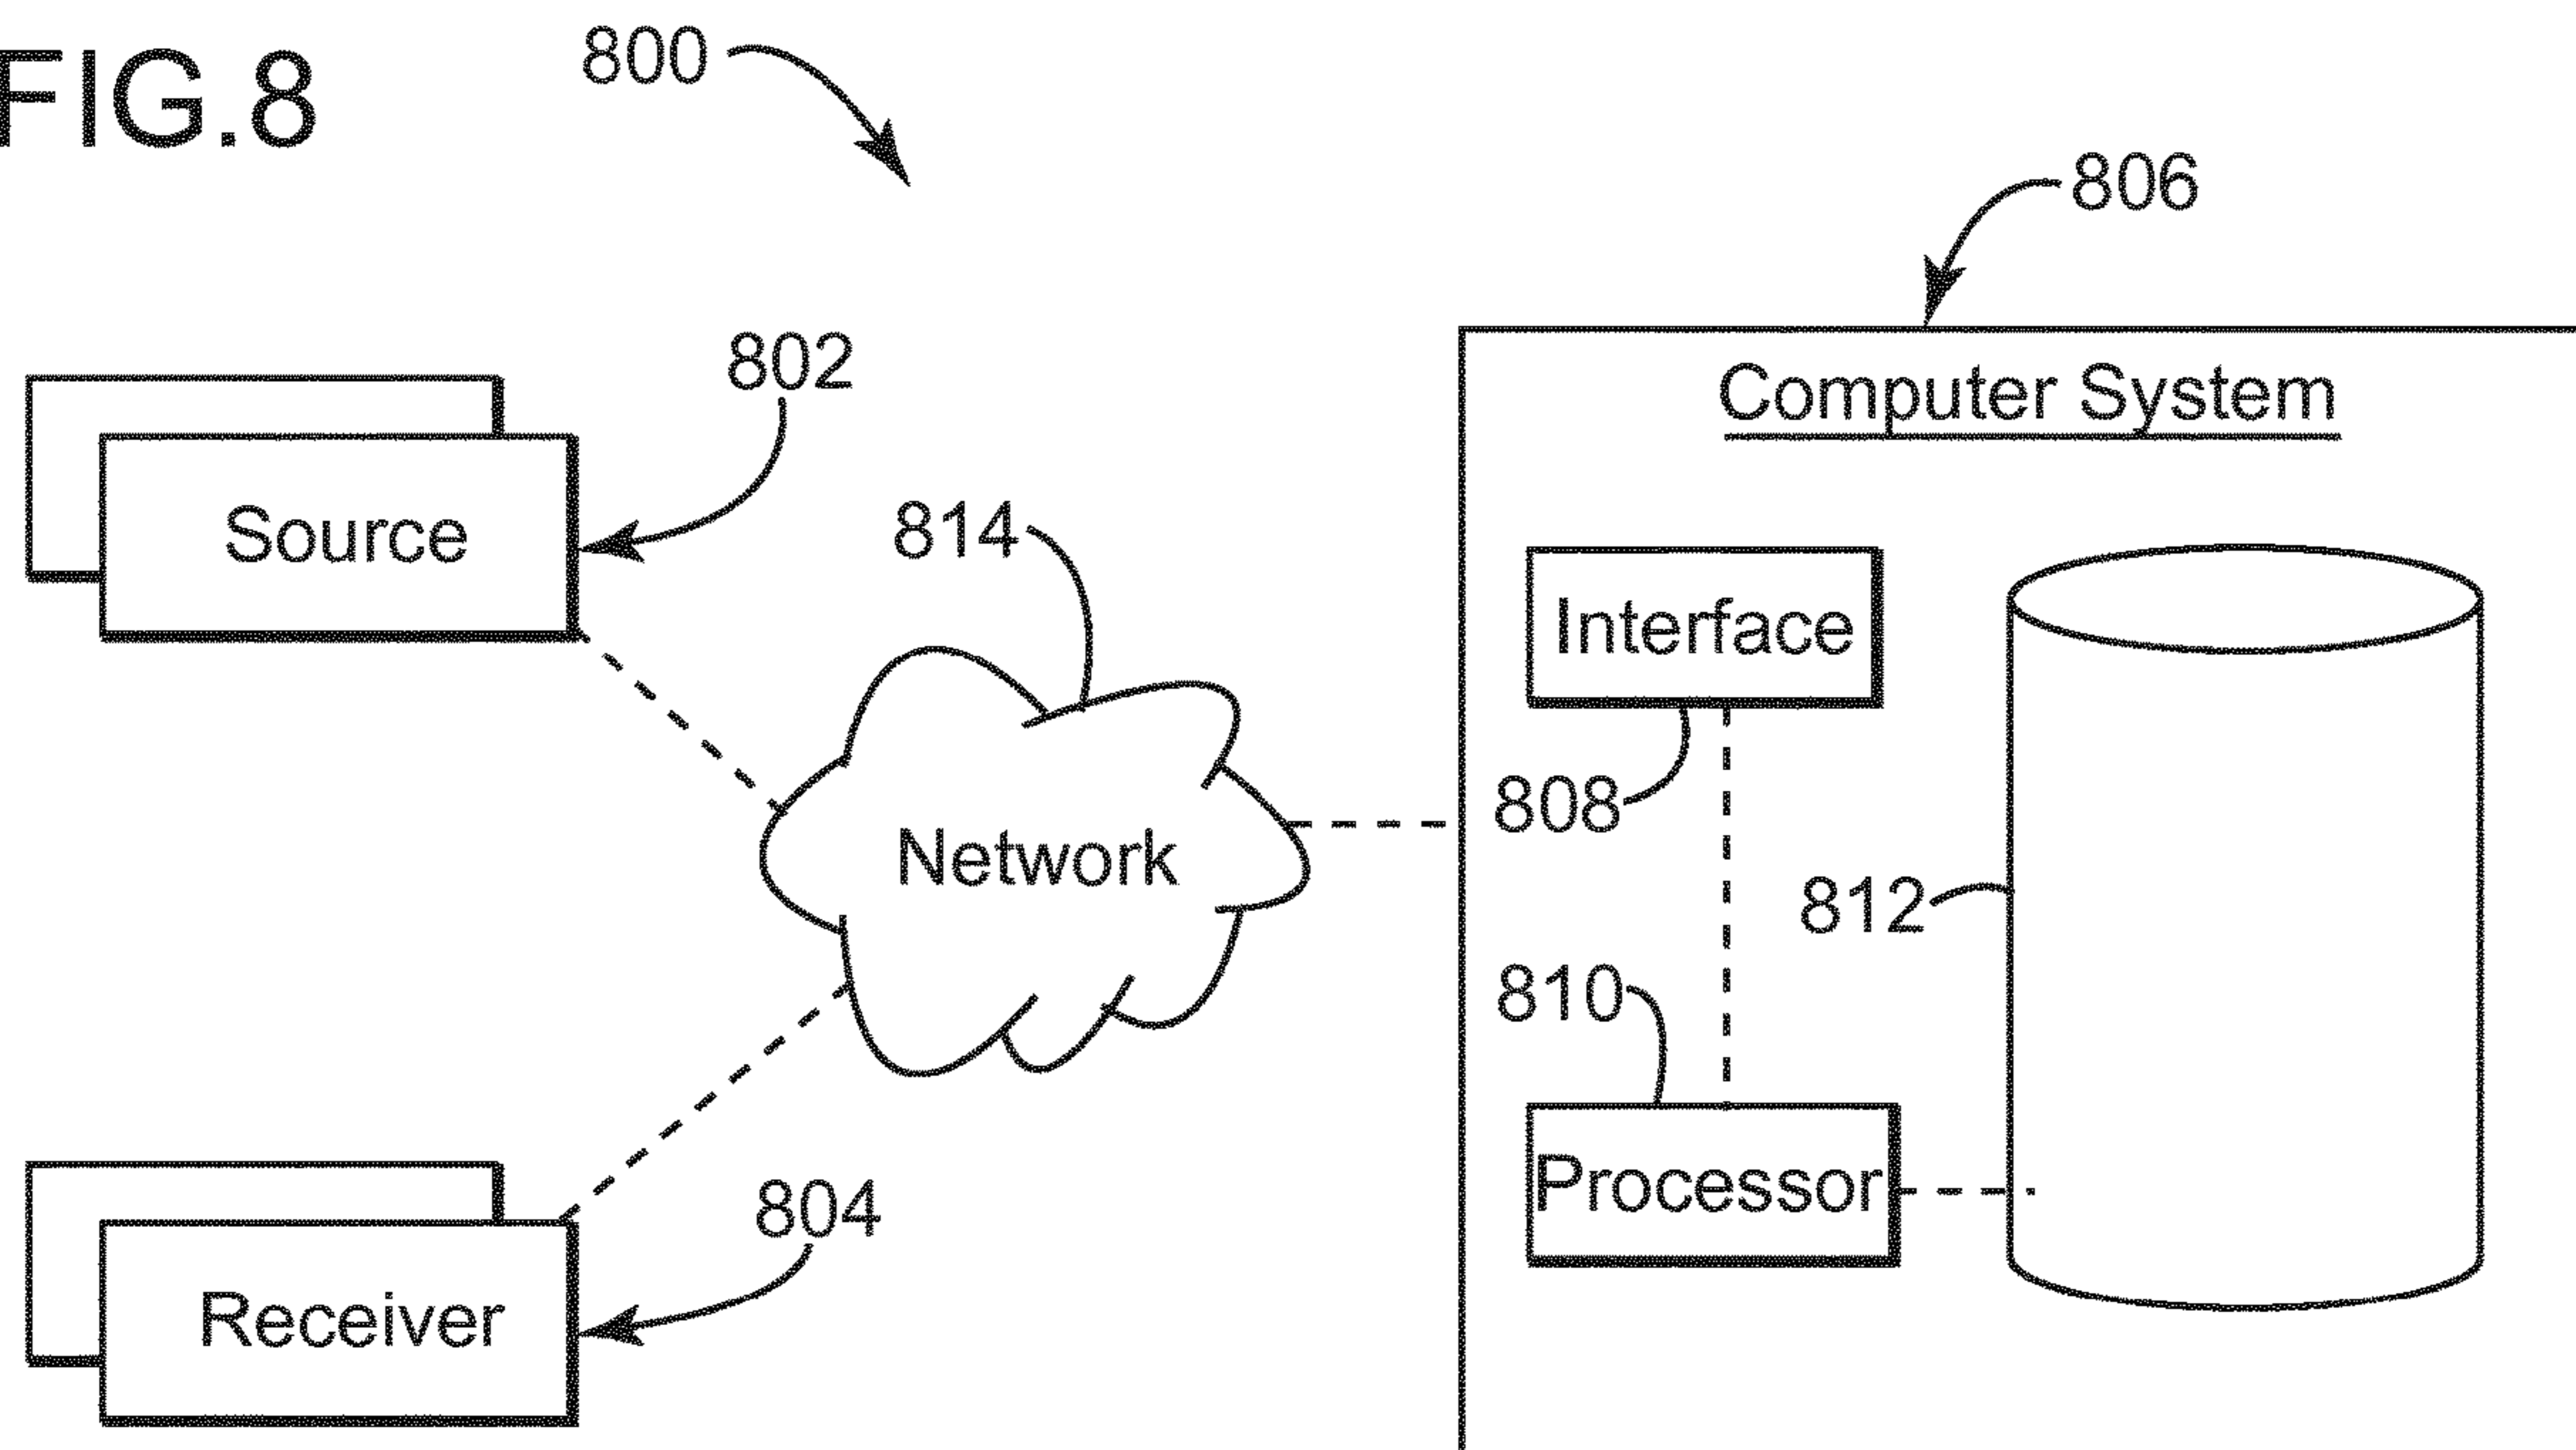 FIG.8
800
806
802
Computer System
Source
814
Interface
Network
808
812
810
Processor
804
Receiver